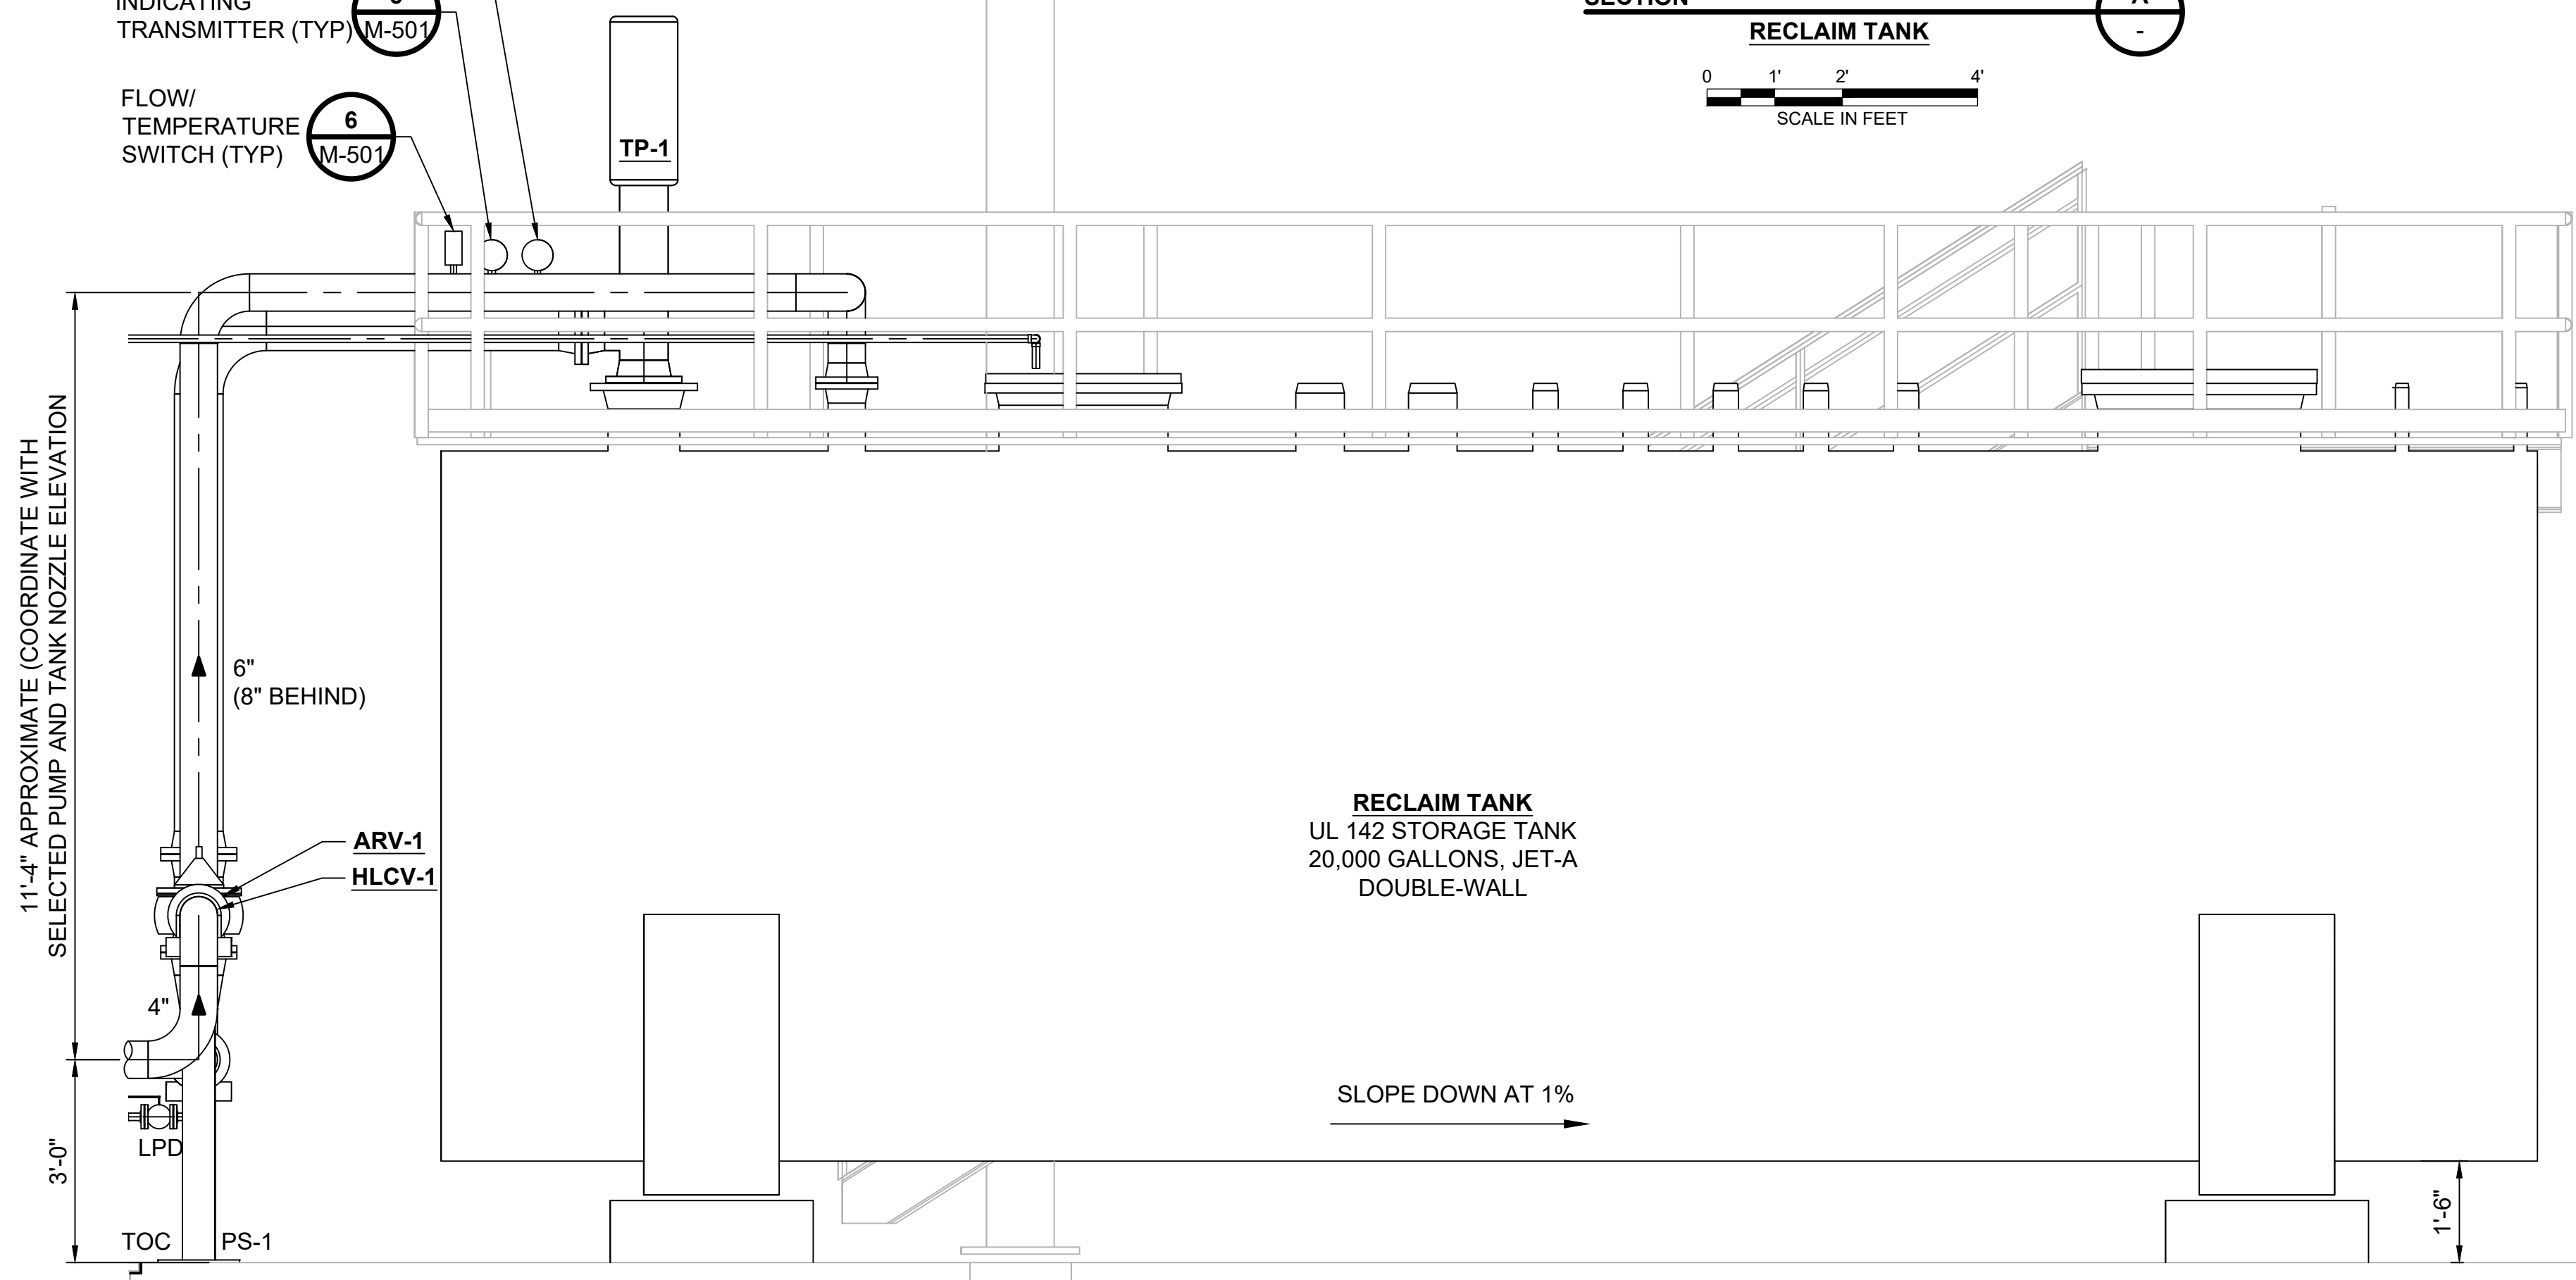 INDICATING
TRANSMITTER (TYP)
M-501
FLOW/
TEMPERATURE
SWITCH (TYP)
6
M-501
TP-1
SECTION
A
-
RECLAIM TANK
0 1' 2' 4'
SCALE IN FEET
11'-4" APPROXIMATE (COORDINATE WITH
SELECTED PUMP AND TANK NOZZLE ELEVATION
6"
(8" BEHIND)
ARV-1
HLCV-1
4"
LPD
3'-0"
TOC
PS-1
RECLAIM TANK
UL 142 STORAGE TANK
20,000 GALLONS, JET-A
DOUBLE-WALL
SLOPE DOWN AT 1%
1'-6"